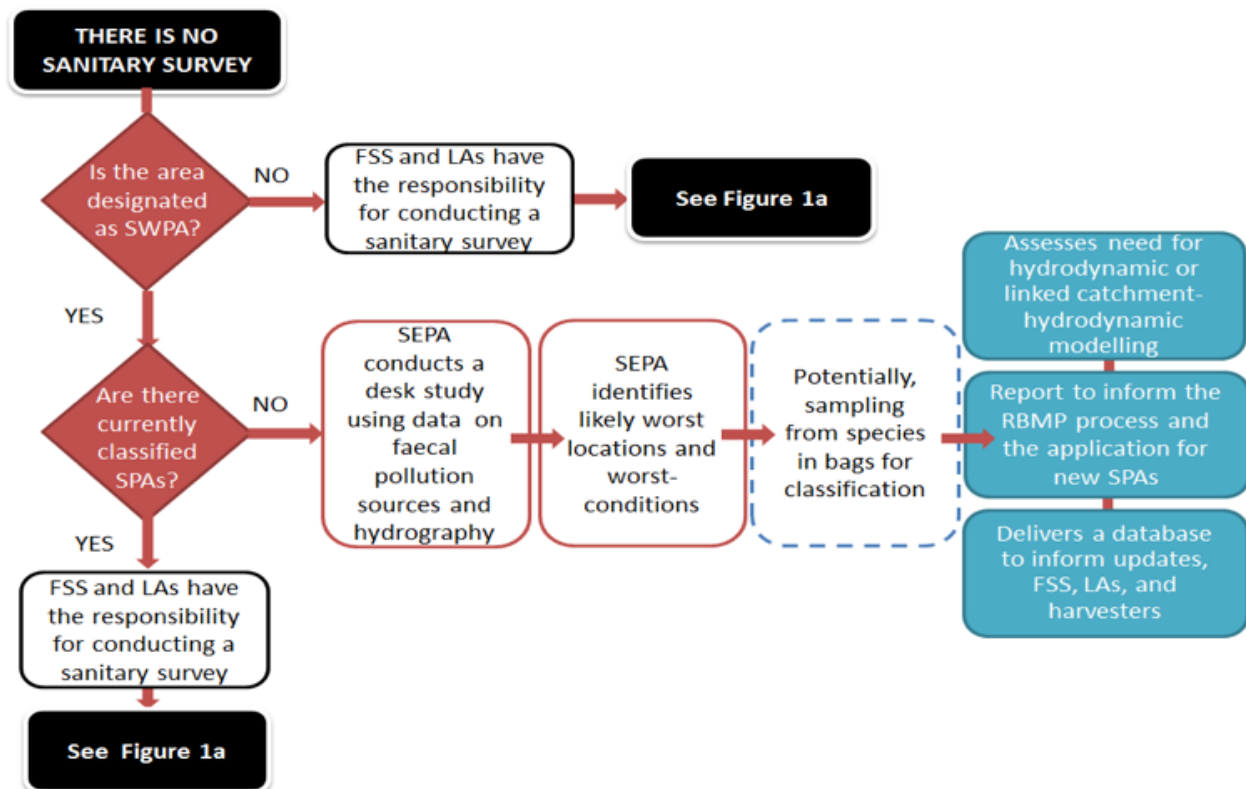 THERE IS NO
SANITARY SURVEY
Is the area
designated
as SWPA?
NO
FSS and LAs have
the responsibility
for conducting a
sanitary survey
See Figure 1a
YES
Are there
currently
classified
SPAs?
NO
SEPA
conducts a
desk study
using data on
faecal
pollution
sources and
hydrography
SEPA
identifies
likely worst
locations and
worst-
conditions
Potentially,
sampling
from species
in bags for
classification
Assesses need for
hydrodynamic or
linked catchment-
hydrodynamic
modelling
Report to inform the
RBMP process and
the application for
new SPAs
Delivers a database
to inform updates,
FSS, LAs, and
harvesters
YES
FSS and LAs have
the responsibility
for conducting a
sanitary survey
See Figure 1a